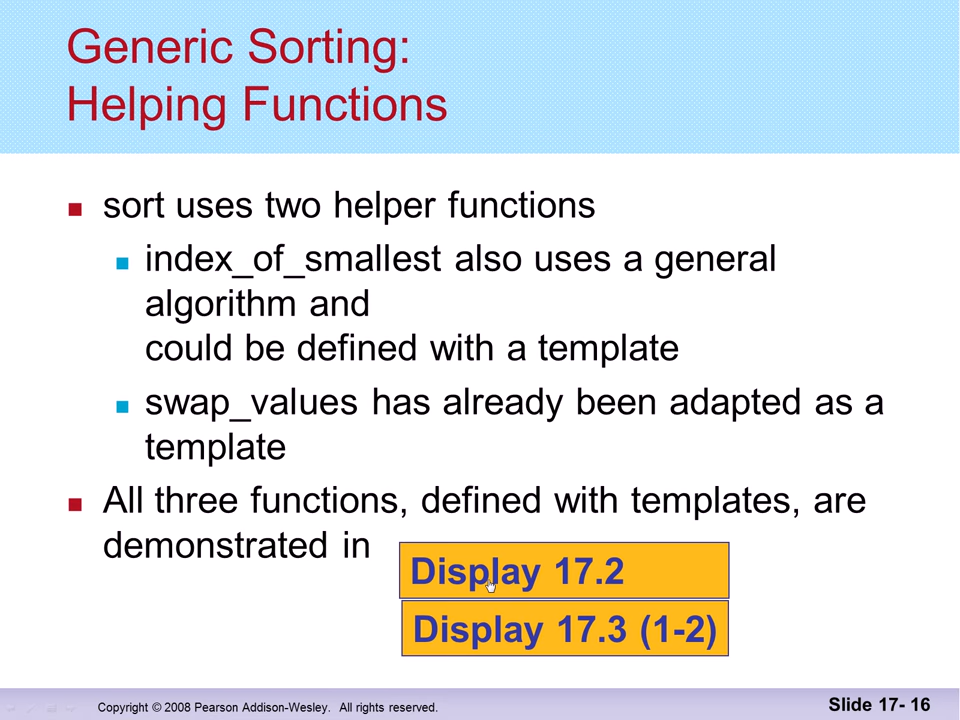 Generic Sorting:
Helping Functions
sort uses two helper functions
index_of_smallest also uses a general
algorithm and
could be defined with a template
swap_values has already been adapted as a
template
All three functions, defined with templates, are
demonstrated in
Display 17.2
Display 17.3 (1-2)
Copyright © 2008 Pearson Addison-Wesley. All rights reserved.
Slide 17- 16